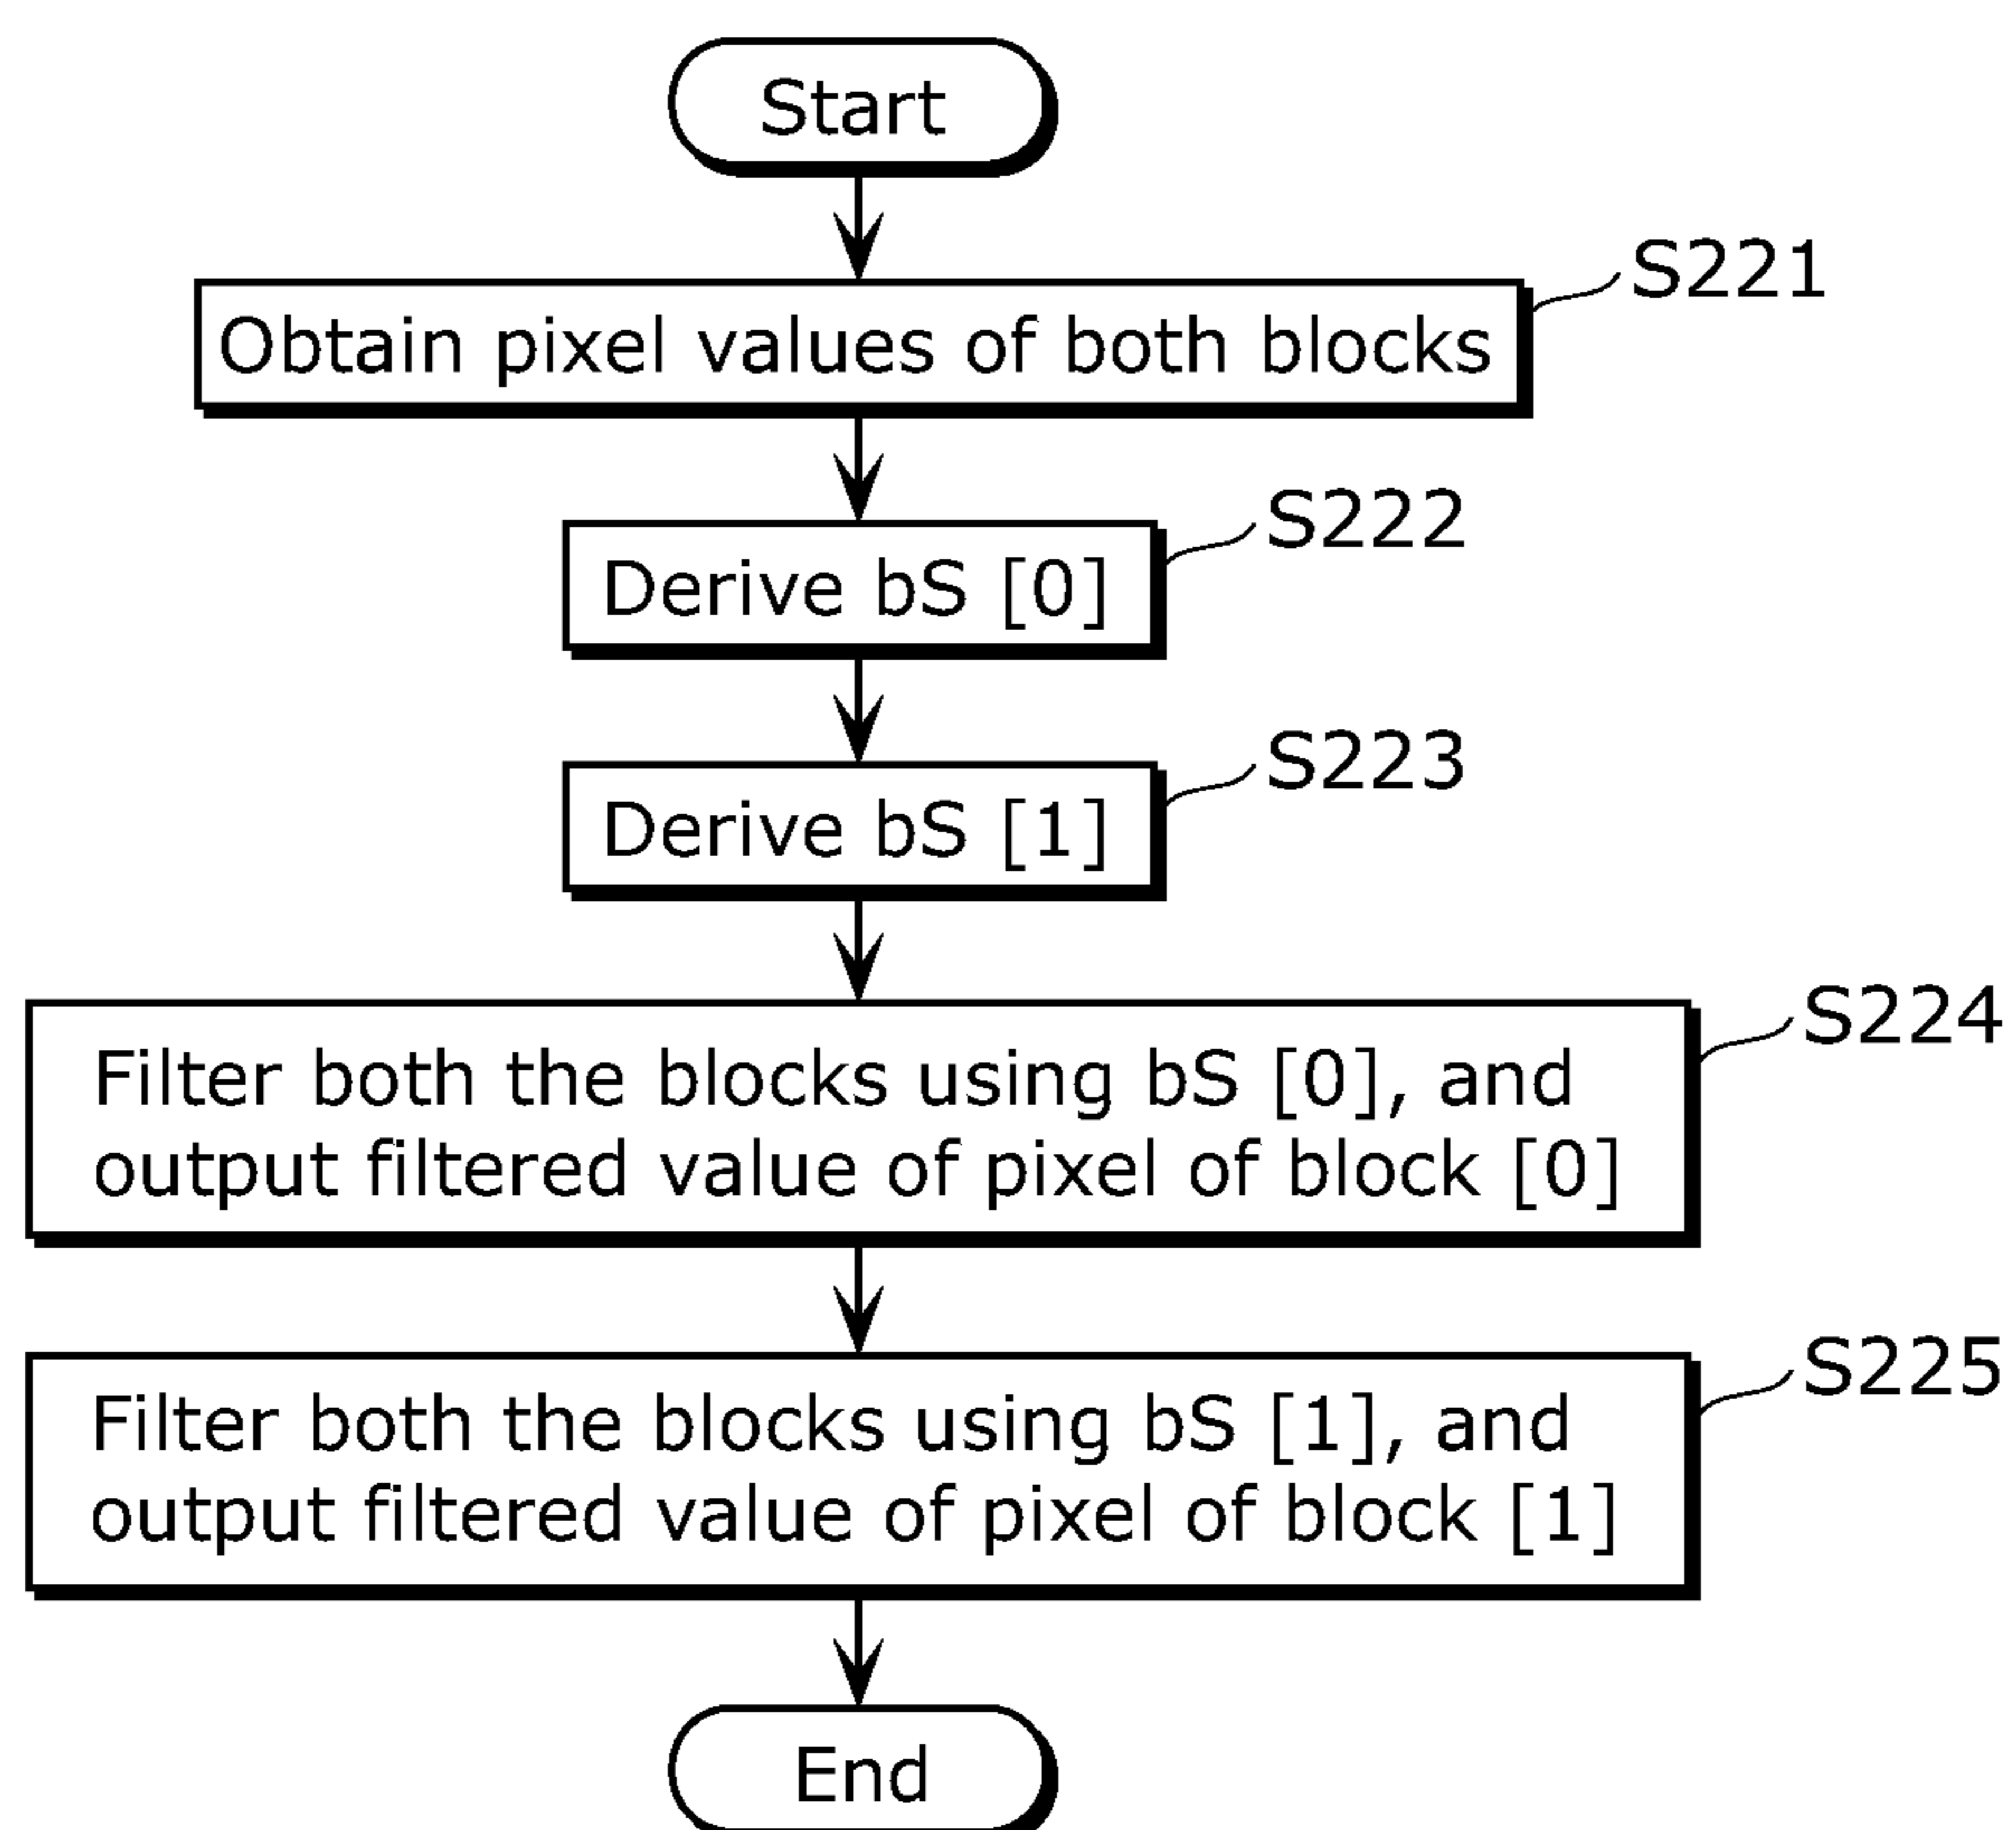 Start
S221
Obtain pixel values of both blocks
S222
Derive bS [0]
S223
Derive bS [1]
S224
Filter both the blocks using bS [0], and
output filtered value of pixel of block [0]
S225
Filter both the blocks using bS [1], and
output filtered value of pixel of block [1]
End